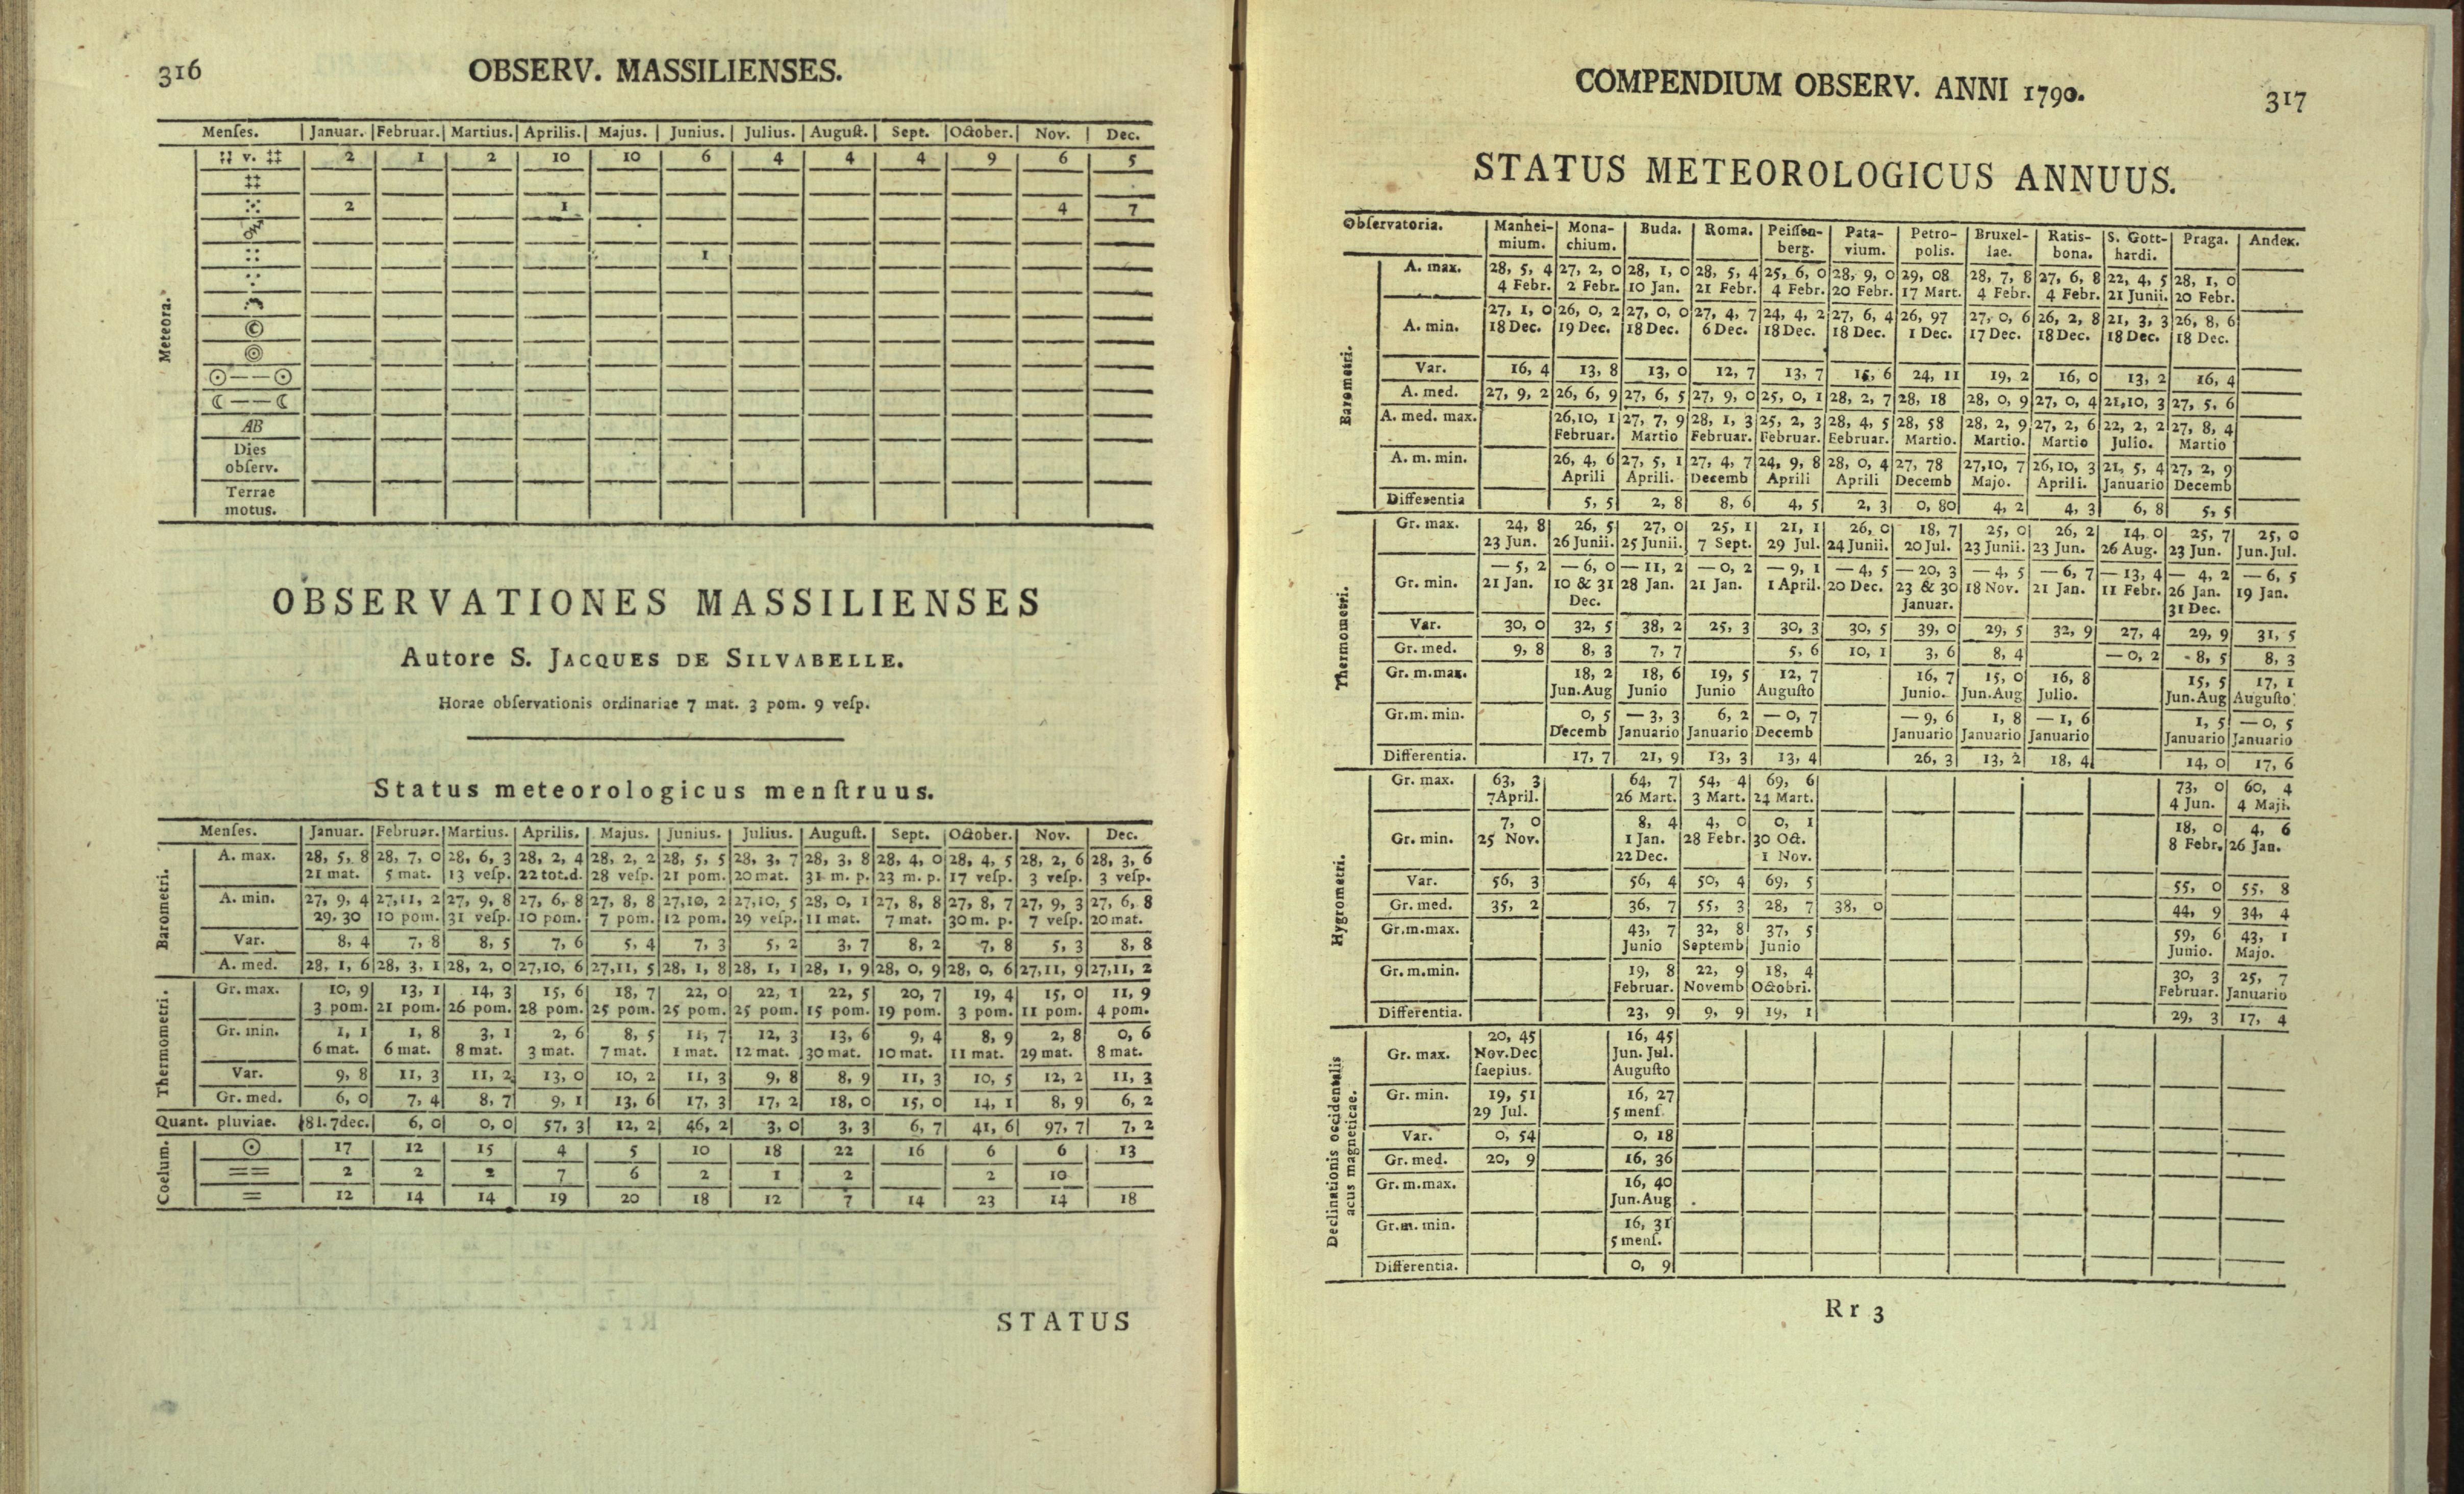 316
OBSERV. MASSILIENSES.
Menſes. Januar. Februar. Martius. Aprilis. Majus. Junius. Julius. Auguſt. Sept. October. Nov. Dec.
Meteora.
v. 2 1 2 10 10 6 4 4 4 9 6 5
2 1 4 7
1
AB
Dies
obſerv.
Terrae
motus.
OBSERVATIONES MASSILIENSES
Autore S. JACQUES DE SILVABELLE.
Horae obſervationis ordinariae 7 mat. 3 pom. 9 veſp.
Status meteorologicus menſtruus.
Menſes. Januar. Februar. Martius. Aprilis. Majus. Junius. Julius. Auguſt. Sept. October. Nov. Dec.
Barometri.
A. max. 28, 5, 8 28, 7, 0 28, 6, 3 28, 2, 4 28, 2, 2 28, 5, 5 28, 3, 7 28, 3, 8 28, 4, 0 28, 4, 5 28, 2, 6 28, 3, 6
21 mat. 5 mat. 13 veſp. 22 tot.d. 28 veſp. 21 pom. 20 mat. 31 m. p. 23 m. p. 17 veſp. 3 veſp. 3 veſp.
A. min. 27, 9, 4 27,11, 2 27, 9, 8 27, 6, 8 27, 8, 8 27,10, 2 27,10, 5 28, 0, 1 27, 8, 8 27, 8, 7 27, 9, 3 27, 6, 8
29. 30 10 pom. 31 veſp. 10 pom. 7 pom. 12 pom. 29 veſp. 11 mat. 7 mat. 30 m. p. 7 veſp. 20 mat.
Var. 8, 4 7, 8 8, 5 7, 6 5, 4 7, 3 5, 2 3, 7 8, 2 7, 8 5, 3 8, 8
A. med. 28, 1, 6 28, 3, 1 28, 2, 0 27,10, 6 27,11, 5 28, 1, 8 28, 1, 1 28, 1, 9 28, 0, 9 28, 0, 6 27,11, 9 27,11, 2
Thermometri.
Gr. max. 10, 9 13, 1 14, 3 15, 6 18, 7 22, 0 22, 1 22, 5 20, 7 19, 4 15, 0 11, 9
3 pom. 21 pom. 26 pom. 28 pom. 25 pom. 25 pom. 25 pom. 15 pom. 19 pom. 3 pom. 11 pom. 4 pom.
Gr. min. 1, 1 1, 8 3, 1 2, 6 8, 5 11, 7 12, 3 13, 6 9, 4 8, 9 2, 8 0, 6
6 mat. 6 mat. 8 mat. 3 mat. 7 mat. 1 mat. 12 mat. 30 mat. 10 mat. 11 mat. 29 mat. 8 mat.
Var. 9, 8 11, 3 11, 2 13, 0 10, 2 11, 3 9, 8 8, 9 11, 3 10, 5 12, 2 11, 3
Gr. med. 6, 0 7, 4 8, 7 9, 1 13, 6 17, 3 17, 2 18, 0 15, 0 14, 1 8, 9 6, 2
Quant. pluviae. 81. 7dec. 6, 0 0, 0 57, 3 12, 2 46, 2 3, 0 3, 3 6, 7 41, 6 97, 7 7, 2
Coelum.
☉ 17 12 15 4 5 10 18 22 16 6 6 13
== 2 2 2 7 6 2 1 2 2 10
= 12 14 14 19 20 18 12 7 14 23 14 18
STATUS
COMPENDIUM OBSERV. ANNI 1790.
317
STATUS METEOROLOGICUS ANNUUS.
Obſervatoria. Manhei- Mona- Buda. Roma. Peiſſen- Pata- Petro- Bruxel- Ratis- S. Gott- Praga. Andex.
mium. chium. berg. vium. polis. lae. bona. hardi.
Barometri.
A. max. 28, 5, 4 27, 2, 0 28, 1, 0 28, 5, 4 25, 6, 0 28, 9, 0 29, 08 28, 7, 8 27, 6, 8 22, 4, 5 28, 1, 0
4 Febr. 2 Febr. 10 Jan. 21 Febr. 4 Febr. 20 Febr. 17 Mart. 4 Febr. 4 Febr. 21 Junii. 20 Febr.
A. min. 27, 1, 0 26, 0, 2 27, 0, 0 27, 4, 7 24, 4, 2 27, 6, 4 26, 97 27, 0, 6 26, 2, 8 21, 3, 3 26, 8, 6
18 Dec. 19 Dec. 18 Dec. 6 Dec. 18 Dec. 18 Dec. 1 Dec. 17 Dec. 18 Dec. 18 Dec. 18 Dec.
Var. 16, 4 13, 8 13, 0 12, 7 13, 7 6 24, 11 19, 2 16, 0 13, 2 16, 4
A. med. 27, 9, 2 26, 6, 9 27, 6, 5 27, 9, 0 25, 0, 1 28, 2, 7 28, 18 28, 0, 9 27, 0, 4 21,10, 3 27, 5, 6
A. med. max. 26,10, 1 27, 7, 9 28, 1, 3 25, 2, 3 28, 4, 5 28, 58 28, 2, 9 27, 2, 6 22, 2, 2 27, 8, 4
Februar. Martio Februar. Februar. Februar. Martio. Martio. Martio Julio. Martio
A. m. min. 26, 4, 6 27, 5, 1 27, 4, 7 24, 9, 8 28, 0, 4 27, 78 27,10, 7 26,10, 3 21, 5, 4 27, 2, 9
Aprili Aprili. Decemb Aprili Aprili Decemb Majo. Aprili. Januario Decemb
Differentia 5, 5 2, 8 8, 6 4, 5 2, 3 0, 80 4, 2 4, 3 6, 8 5, 5
Thermometri.
Gr. max. 24, 8 26, 5 27, 0 25, 1 21, 1 26, 0 18, 7 25, 0 26, 2 14, 0 25, 7 25, 0
23 Jun. 26 Junii. 25 Junii. 7 Sept. 29 Jul. 24 Junii. 20 Jul. 23 Junii. 23 Jun. 26 Aug. 23 Jun. Jun. Jul.
— 5, 2 — 6, 0 — 11, 2 — 0, 2 — 9, 1 — 4, 5 — 20, 3 — 4, 5 — 6, 7 — 13, 4 — 4, 2 — 6, 5
Gr. min. 21 Jan. 10 & 31 28 Jan. 21 Jan. 1 April. 20 Dec. 23 & 30 18 Nov. 21 Jan. 11 Febr. 26 Jan. 19 Jan.
Dec. Januar. 31 Dec.
Var. 30, 0 32, 5 38, 2 25, 3 30, 3 30, 5 39, 0 29, 5 32, 9 27, 4 29, 9 31, 5
Gr. med. 9, 8 8, 3 7, 7 5, 6 10, 1 3, 6 8, 4 — 0, 2 - 8, 5 8, 3
Gr. m.max. 18, 2 18, 6 19, 5 12, 7 16, 7 15, 0 16, 8 15, 5 17, 1
Jun. Aug Junio Junio Auguſto Junio. Jun. Aug Julio. Jun. Aug Auguſto
Gr. m. min. 0, 5 — 3, 3 6, 2 — 0, 7 — 9, 6 1, 8 — 1, 6 1, 5 — 0, 5
Decemb Januario Januario Decemb Januario Januario Januario Januario Januario
Differentia. 17, 7 21, 9 13, 3 13, 4 26, 3 13, 2 18, 4 14, 0 17, 6
Hygrometri.
Gr. max. 63, 3 64, 7 54, 4 69, 6 73, 0 60, 4
7 April. 26 Mart. 3 Mart. 24 Mart. 4 Jun. 4 Maji.
7, 0 8, 4 4, 0 0, 1 18, 0 4, 6
Gr. min. 25 Nov. 1 Jan. 28 Febr. 30 Oct. 8 Febr. 26 Jan.
22 Dec. 1 Nov.
Var. 56, 3 56, 4 50, 4 69, 5 55, 0 55, 8
Gr. med. 35, 2 36, 7 55, 3 28, 7 38, 0 44, 9 34, 4
Gr.m.max. 43, 7 32, 8 37, 5 59, 6 43, 1
Junio Septemb Junio Junio. Majo.
Gr. m.min. 19, 8 22, 9 18, 4 30, 3 25, 7
Februar. Novemb Octobri. Februar. Januario
Differentia. 23, 9 9, 9 19, 1 29, 3 17, 4
Declinationis occidentalis
acus magneticae.
20, 45 16, 45
Gr. max. Nov. Dec Jun. Jul.
ſaepius. Auguſto
Gr. min. 19, 51 16, 27
29 Jul. 5 menſ.
Var. 0, 54 0, 18
Gr. med. 20, 9 16, 36
Gr. m.max. 16, 40
Jun. Aug
Gr. m. min. 16, 31
5 menſ.
Differentia. 0, 9
Rr 3